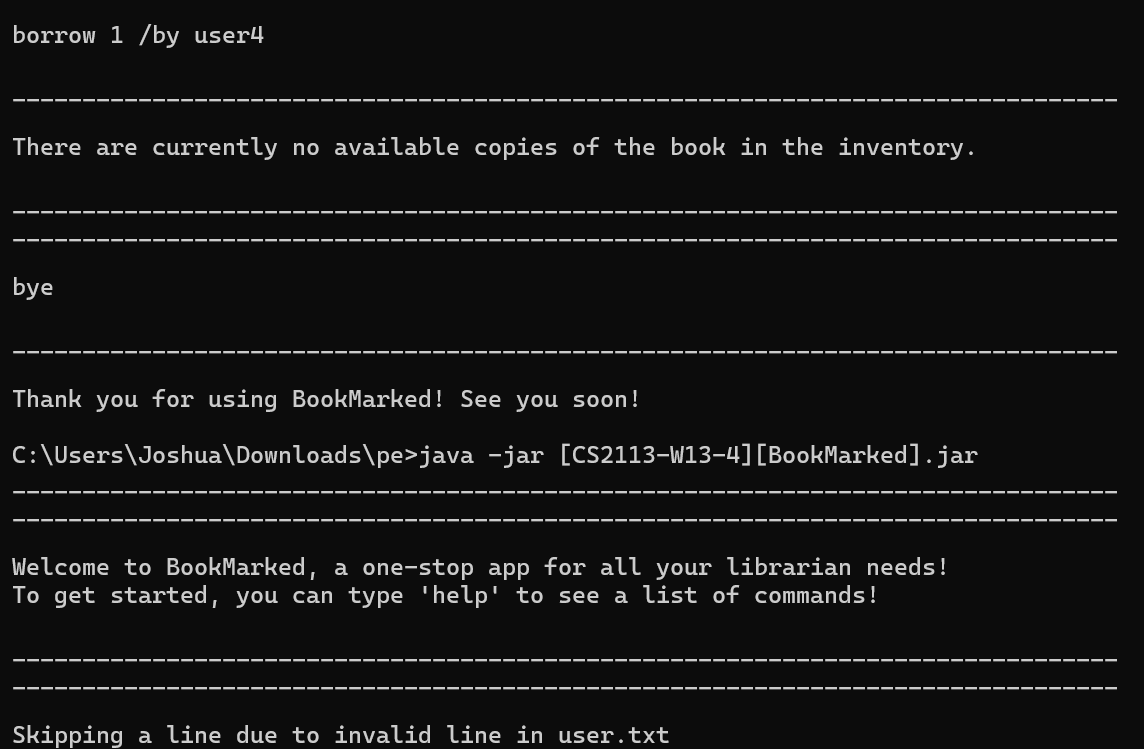 borrow 1 /by user4
-------------------------------------------------------------------------------
There are currently no available copies of the book in the inventory.
-------------------------------------------------------------------------------
-------------------------------------------------------------------------------
bye
-------------------------------------------------------------------------------
Thank you for using BookMarked! See you soon!
C:\Users\Joshua\Downloads\pe>java -jar [CS2113-W13-4][BookMarked].jar
-------------------------------------------------------------------------------
-------------------------------------------------------------------------------
Welcome to BookMarked, a one-stop app for all your librarian needs!
To get started, you can type 'help' to see a list of commands!
-------------------------------------------------------------------------------
-------------------------------------------------------------------------------
Skipping a line due to invalid line in user.txt